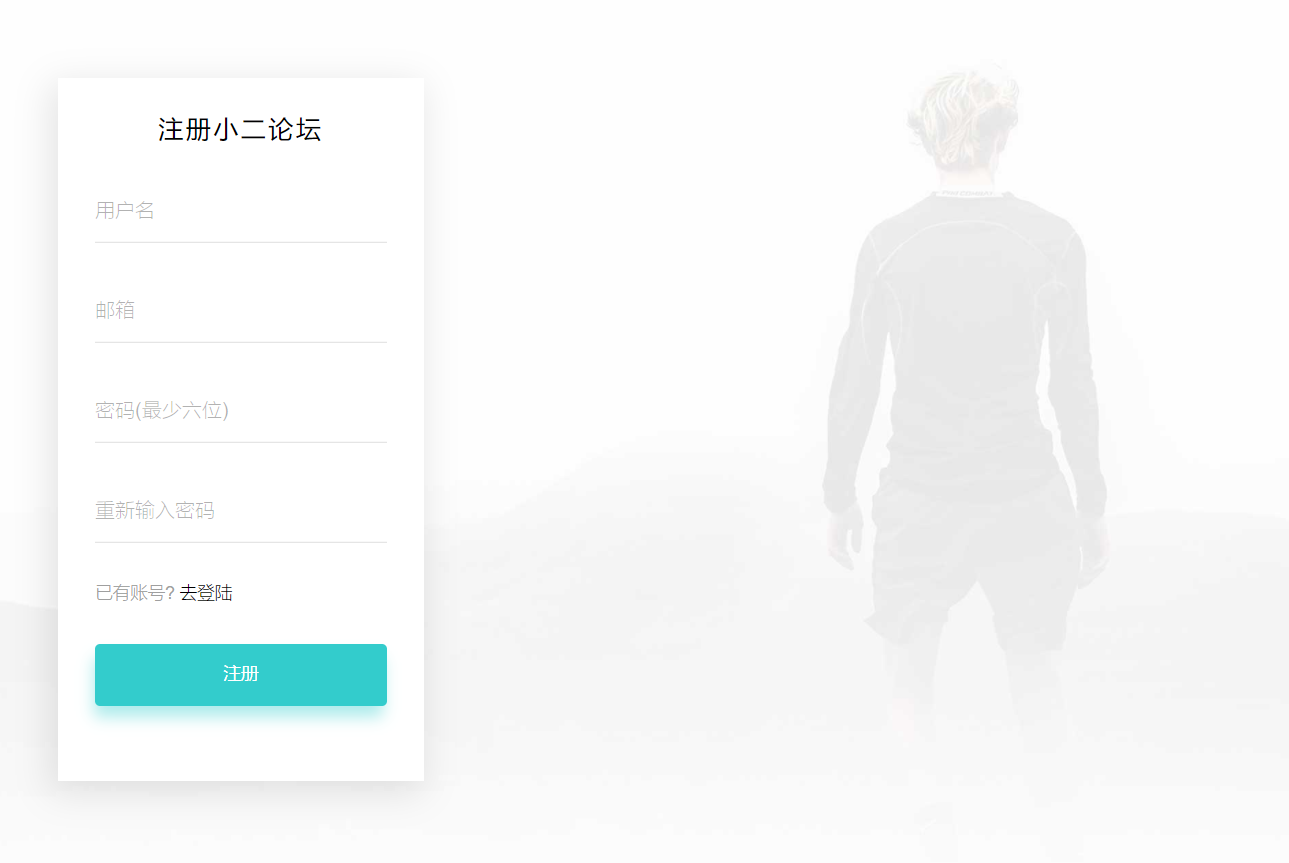 注册小二论坛
用户名
邮箱
密码(最少六位)
重新输入密码
已有账号? 去登陆
注册